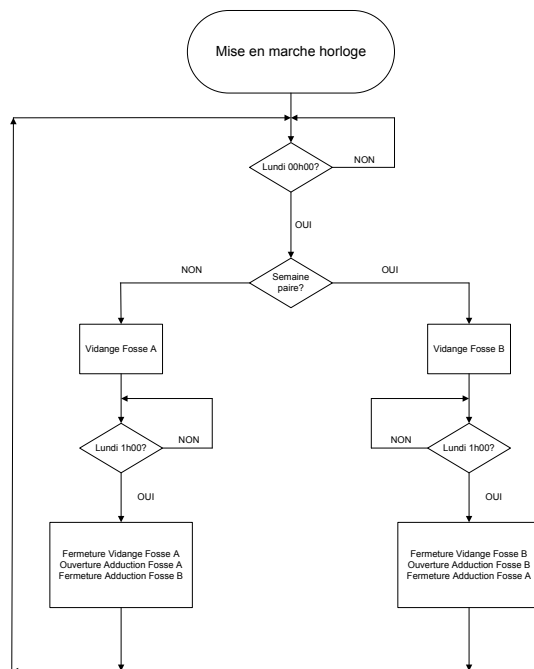 Mise en marche horloge
Lundi 00h00?
NON
OUI
NON
Semaine
paire?
OUI
Vidange Fosse A
Vidange Fosse B
Lundi 1h00?
NON
NON
Lundi 1h00?
OUI
OUI
Fermeture Vidange Fosse A
Ouverture Adduction Fosse A
Fermeture Adduction Fosse B
Fermeture Vidange Fosse B
Ouverture Adduction Fosse B
Fermeture Adduction Fosse A